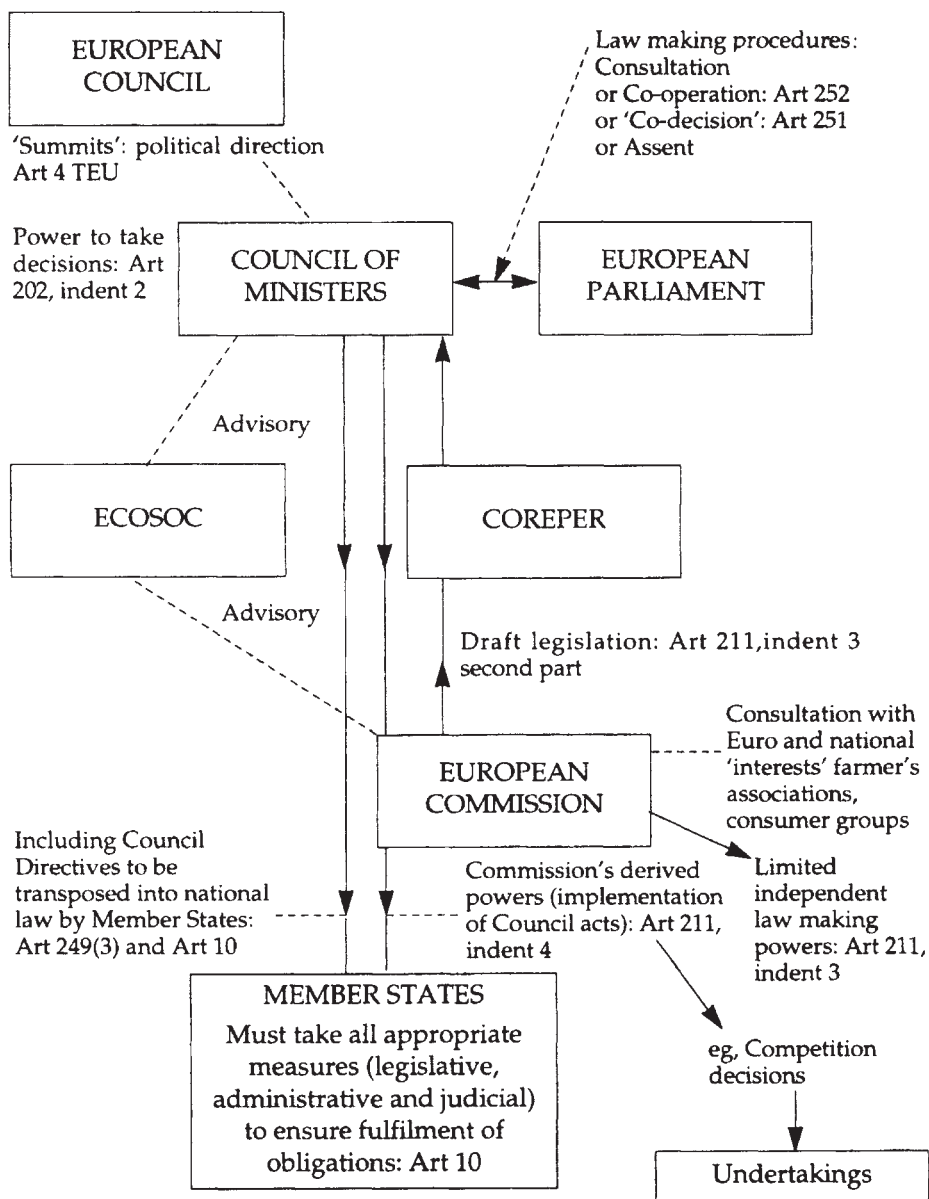 EUROPEAN
COUNCIL
'Summits': political direction
Art 4 TEU
Law making procedures:
Consultation
or Co-operation: Art 252
or 'Co-decision': Art 251
or Assent
Power to take
decisions: Art
202, indent 2
COUNCIL OF
MINISTERS
EUROPEAN
PARLIAMENT
Advisory
ECOSOC
COREPER
Advisory
Draft legislation: Art 211,indent 3
second part
EUROPEAN
COMMISSION
Consultation with
Euro and national
'interests' farmer's
associations,
consumer groups
Including Council
Directives to be
transposed into national
law by Member States:
Art 249(3) and Art 10
Commission's derived
powers (implementation
of Council acts): Art 211,
indent 4
Limited
independent
law making
powers: Art 211,
indent 3
MEMBER STATES
Must take all appropriate
measures (legislative,
administrative and judicial)
to ensure fulfilment of
obligations: Art 10
eg, Competition
decisions
Undertakings